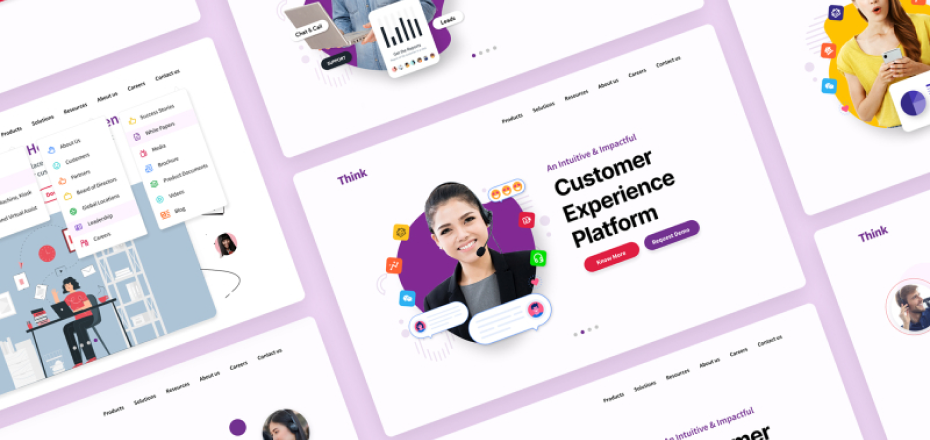 Chat & Call
SUPPORT
Leads
Products
Solutions
Resources
About us
Careers
Contact us
About Us
Customers
Partners
Board of Directors
Global Locations
Leadership
Careers
Success Stories
White Papers
Media
Brochure
Product Documents
Videos
Blog
and Virtual Assist
Products
Solutions
Resources
About us
Careers
Contact us
Think
An Intuitive & Impactful
Customer
Experience
Platform
Know More
Request Demo
Think
Products
Solutions
Resources
About us
Careers
Contact us
Products
Solutions
Resources
About us
Careers
Contact us
An Intuitive & Impactful